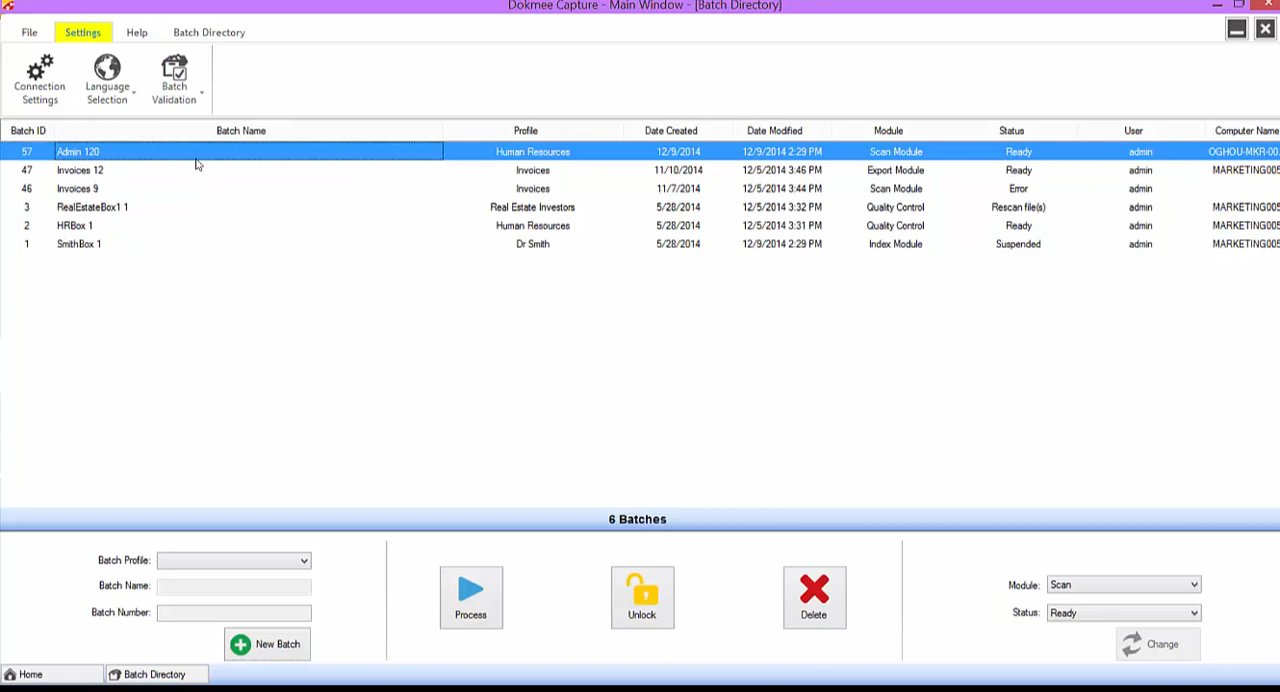 Dokmee Capture - Main Window - [Batch Directory]
File Settings Help Batch Directory
Connection Settings Language Selection Batch Validation
Batch ID Batch Name Profile Date Created Date Modified Module Status User Computer Name
57 Admin 120 Human Resources 12/9/2014 12/9/2014 2:29 PM Scan Module Ready admin OGHOU-MKR-00
47 Invoices 12 Invoices 11/10/2014 12/5/2014 3:46 PM Export Module Ready admin MARKETING005
46 Invoices 9 Invoices 11/7/2014 12/5/2014 3:44 PM Scan Module Error admin
3 RealEstateBox1 1 Real Estate Investors 5/28/2014 12/5/2014 3:32 PM Quality Control Rescan file(s) admin MARKETING005
2 HRBox 1 Human Resources 5/28/2014 12/5/2014 3:31 PM Quality Control Ready admin MARKETING005
1 SmithBox 1 Dr Smith 5/28/2014 12/9/2014 2:29 PM Index Module Suspended admin MARKETING005
6 Batches
Batch Profile:
Batch Name:
Batch Number:
New Batch
Process
Unlock
Delete
Module: Scan
Status: Ready
Change
Home Batch Directory